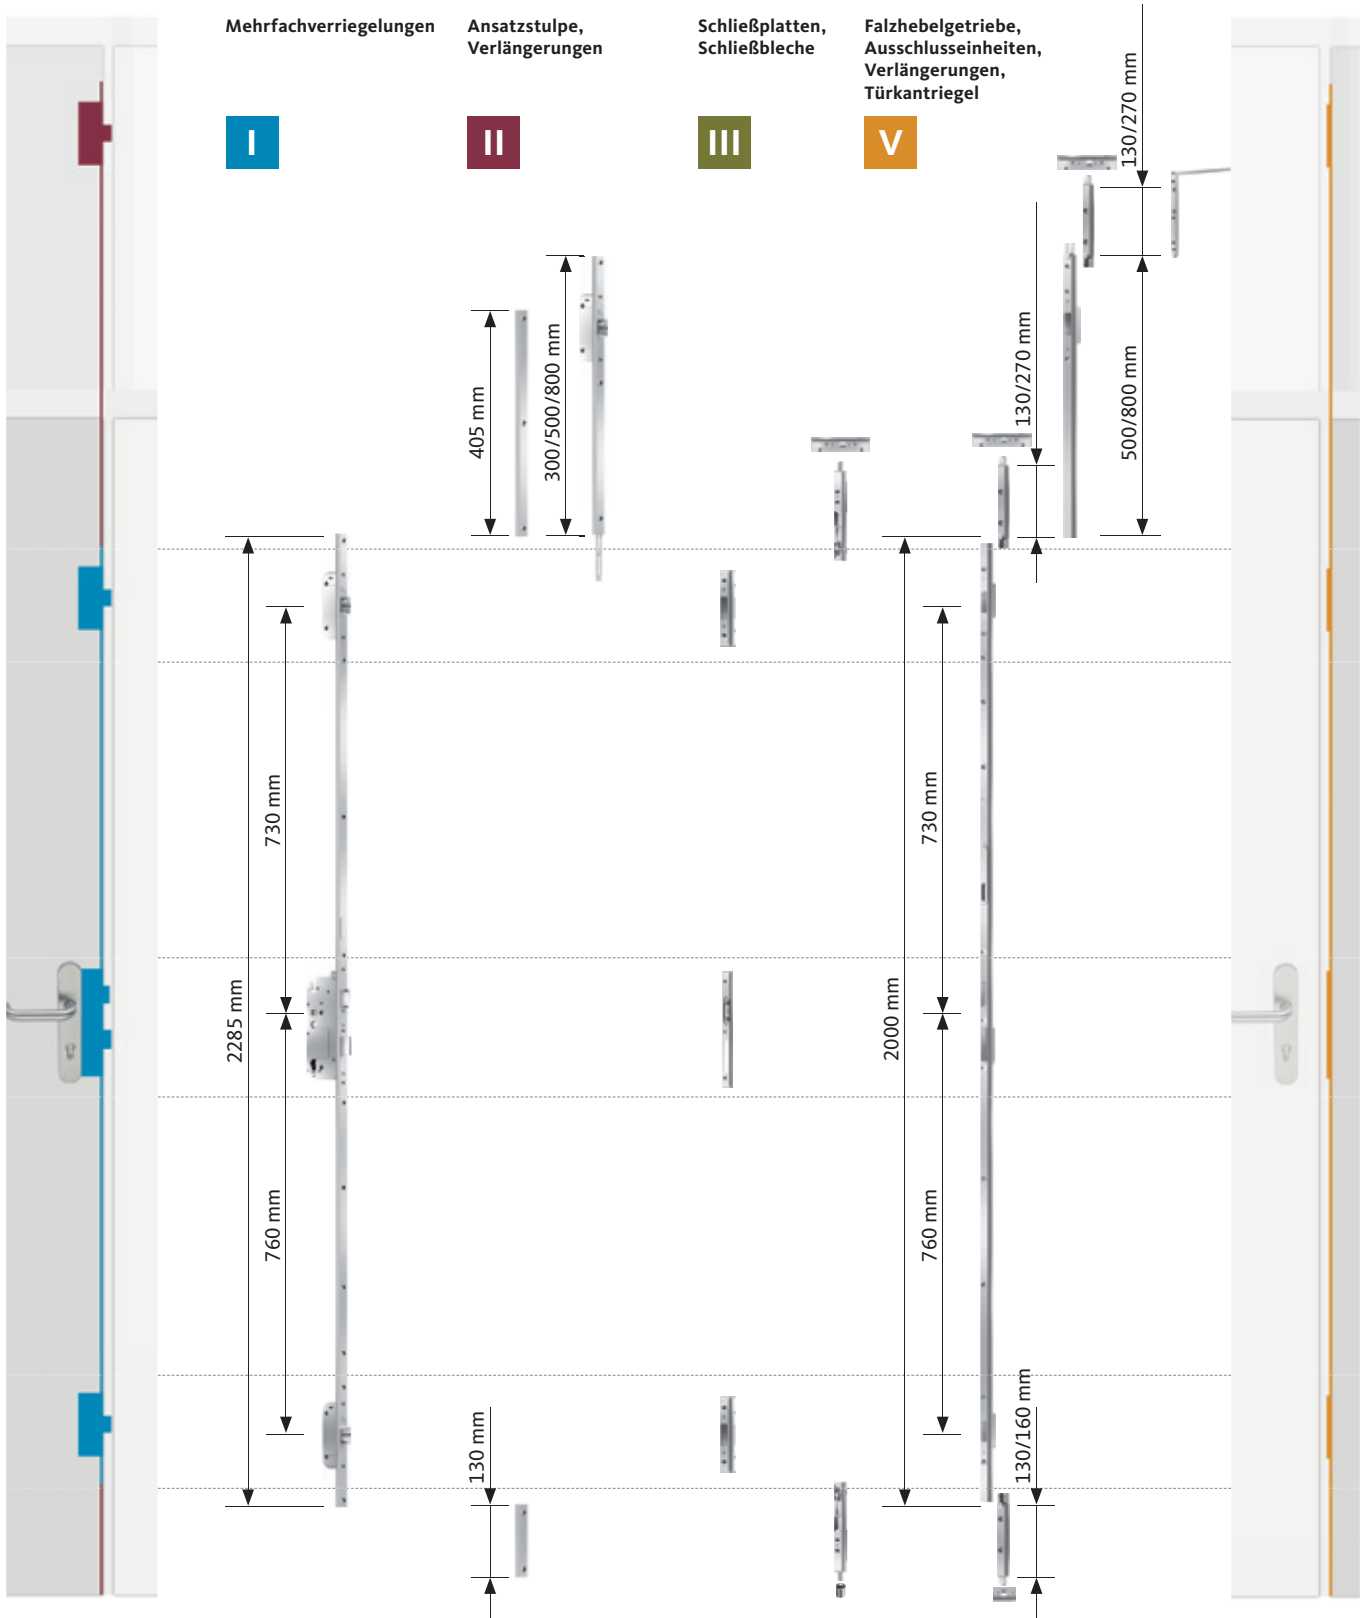 Mehrfachverriegelungen
Ansatzstulpe,
Verlängerungen
Schließplatten,
Schließbleche
Falzhebelgetriebe,
Ausschlusseinheiten,
Verlängerungen,
Türkantriegel
I
II
III
V
130/270 mm
405 mm
300/500/800 mm
130/270 mm
500/800 mm
730 mm
730 mm
2285 mm
2000 mm
760 mm
760 mm
130 mm
130/160 mm